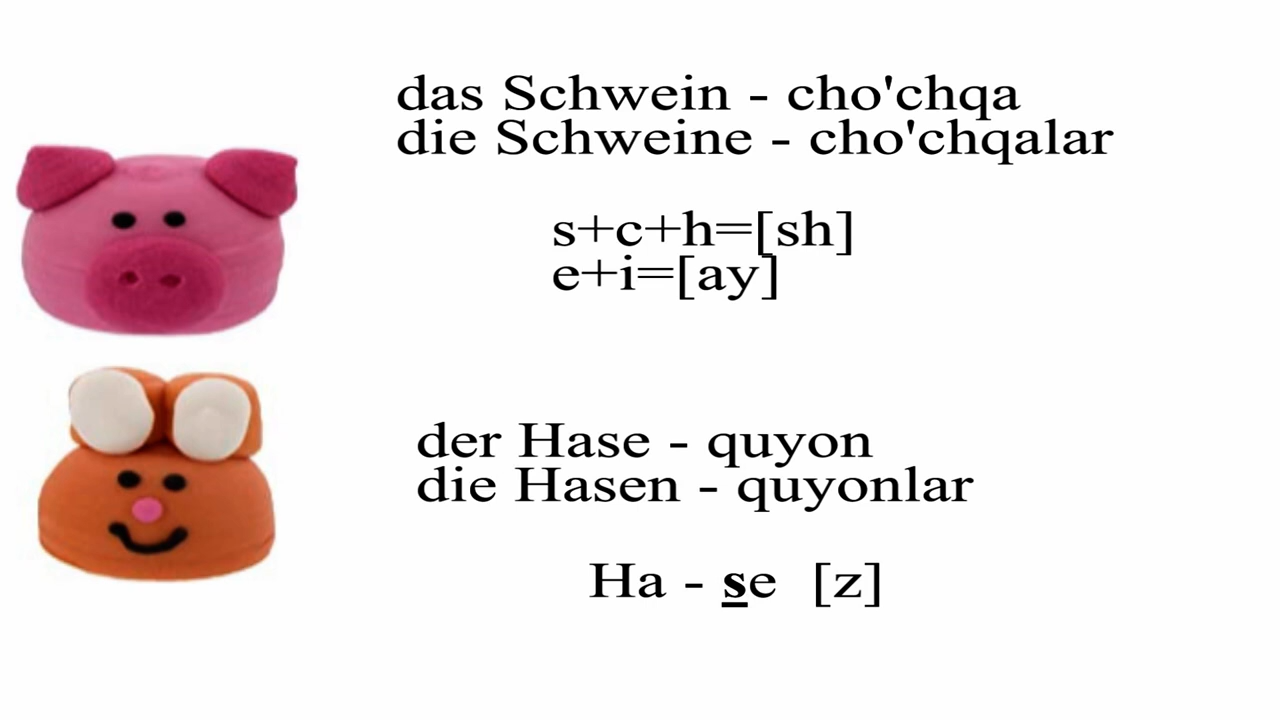 das Schwein - cho'chqa
die Schweine - cho'chqalar
s+c+h=[sh]
e+i=[ay]
der Hase - quyon
die Hasen - quyonlar
Ha - se [z]